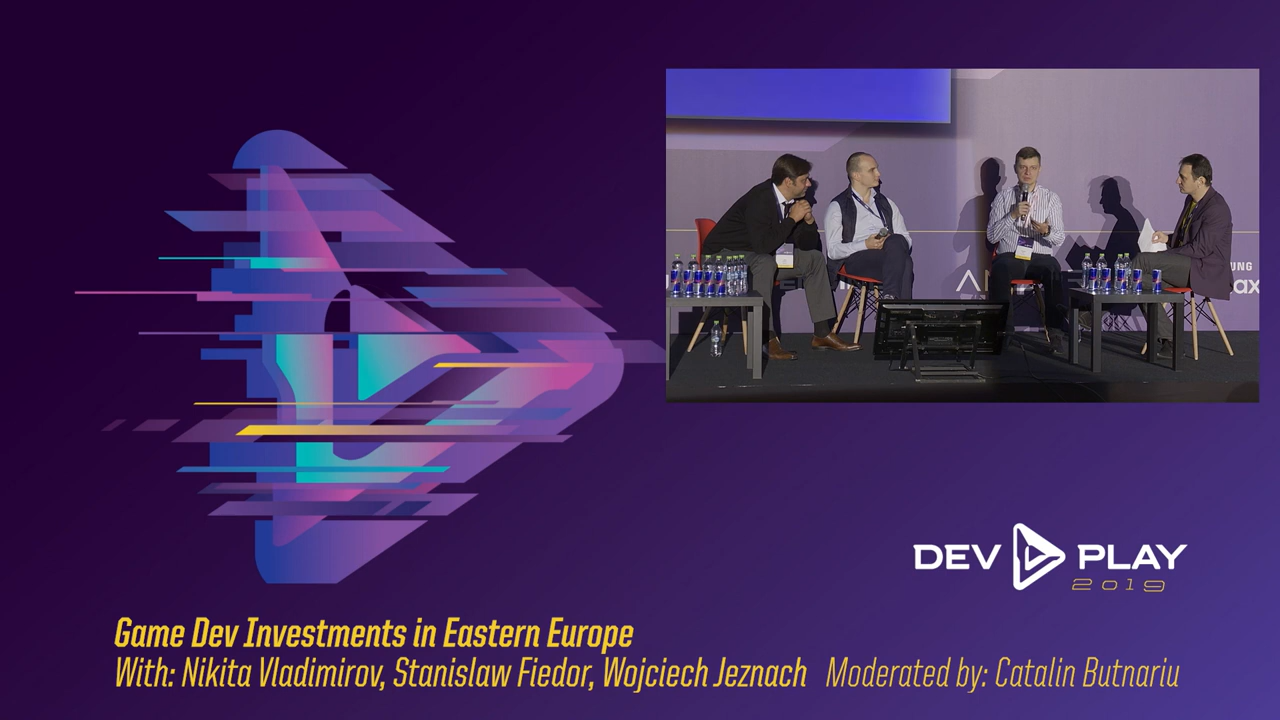 DEV PLAY
2019
Game Dev Investments in Eastern Europe
With: Nikita Vladimirov, Stanislaw Fiedor, Wojciech Jeznach Moderated by: Catalin Butnariu